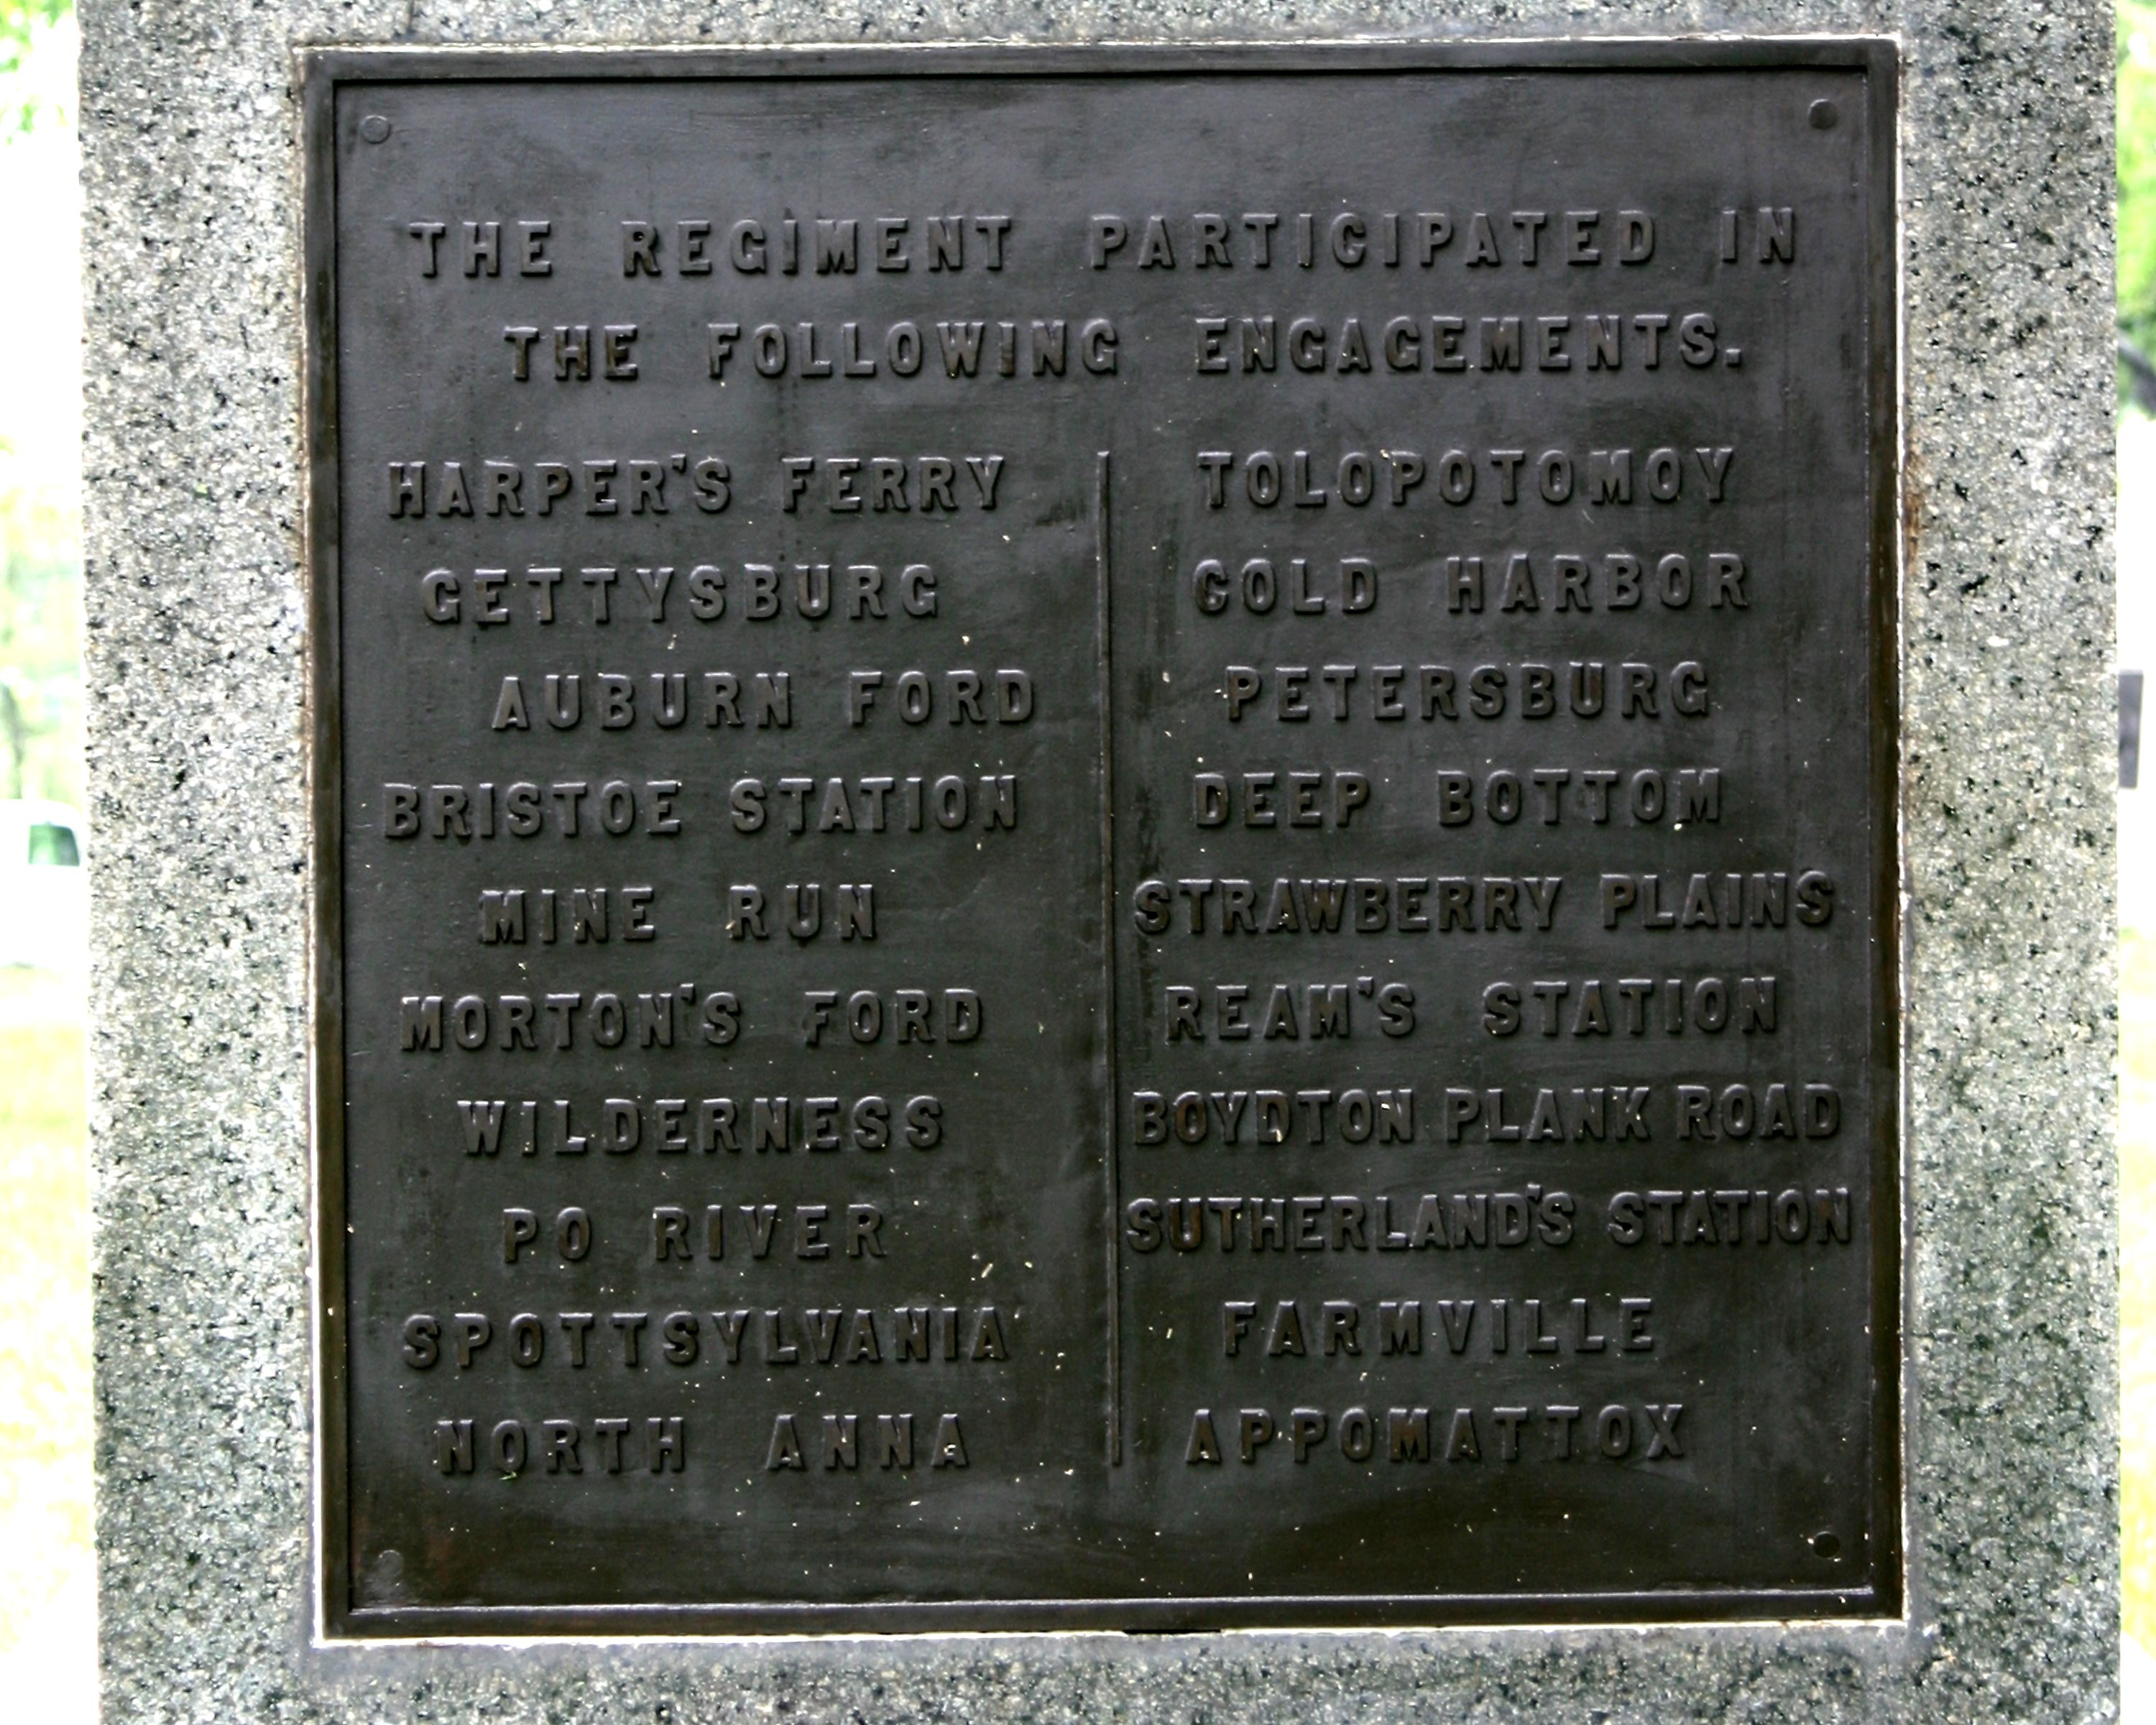 THE REGIMENT PARTICIPATED IN
THE FOLLOWING ENGAGEMENTS.
HARPER'S FERRY
GETTYSBURG
AUBURN FORD
BRISTOE STATION
MINE RUN
MORTON'S FORD
WILDERNESS
PO RIVER
SPOTTSYLVANIA
NORTH ANNA
TOLOPOTOMOY
COLD HARBOR
PETERSBURG
DEEP BOTTOM
STRAWBERRY PLAINS
REAM'S STATION
BOYDTON PLANK ROAD
SUTHERLAND'S STATION
FARMVILLE
APPOMATTOX